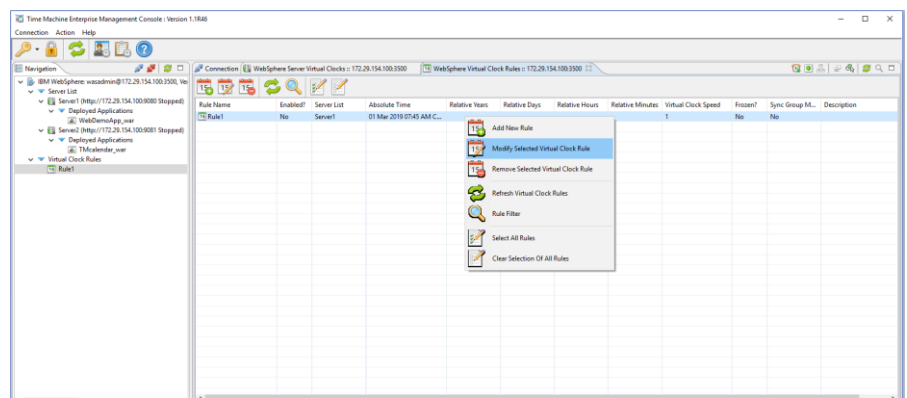 Time Machine Enterprise Management Console : Version 1.1R46
Connection Action Help
Navigation
IBM WebSphere: wasadmin@172.29.154.100:3500, Ve
Server List
Server1 (http://172.29.154.100:9080 Stopped)
Deployed Applications
WebDemoApp_war
Server2 (http://172.29.154.100:9081 Stopped)
Deployed Applications
TMcalendar_war
Virtual Clock Rules
Rule1
Connection WebSphere Server Virtual Clocks :: 172.29.154.100:3500 WebSphere Virtual Clock Rules :: 172.29.154.100:3500
Rule Name Enabled? Server List Absolute Time Relative Years Relative Days Relative Hours Relative Minutes Virtual Clock Speed Frozen? Sync Group M... Description
Rule1 No Server1 01 Mar 2019 07:45 AM C... 1 No No
Add New Rule
Modify Selected Virtual Clock Rule
Remove Selected Virtual Clock Rule
Refresh Virtual Clock Rules
Rule Filter
Select All Rules
Clear Selection Of All Rules